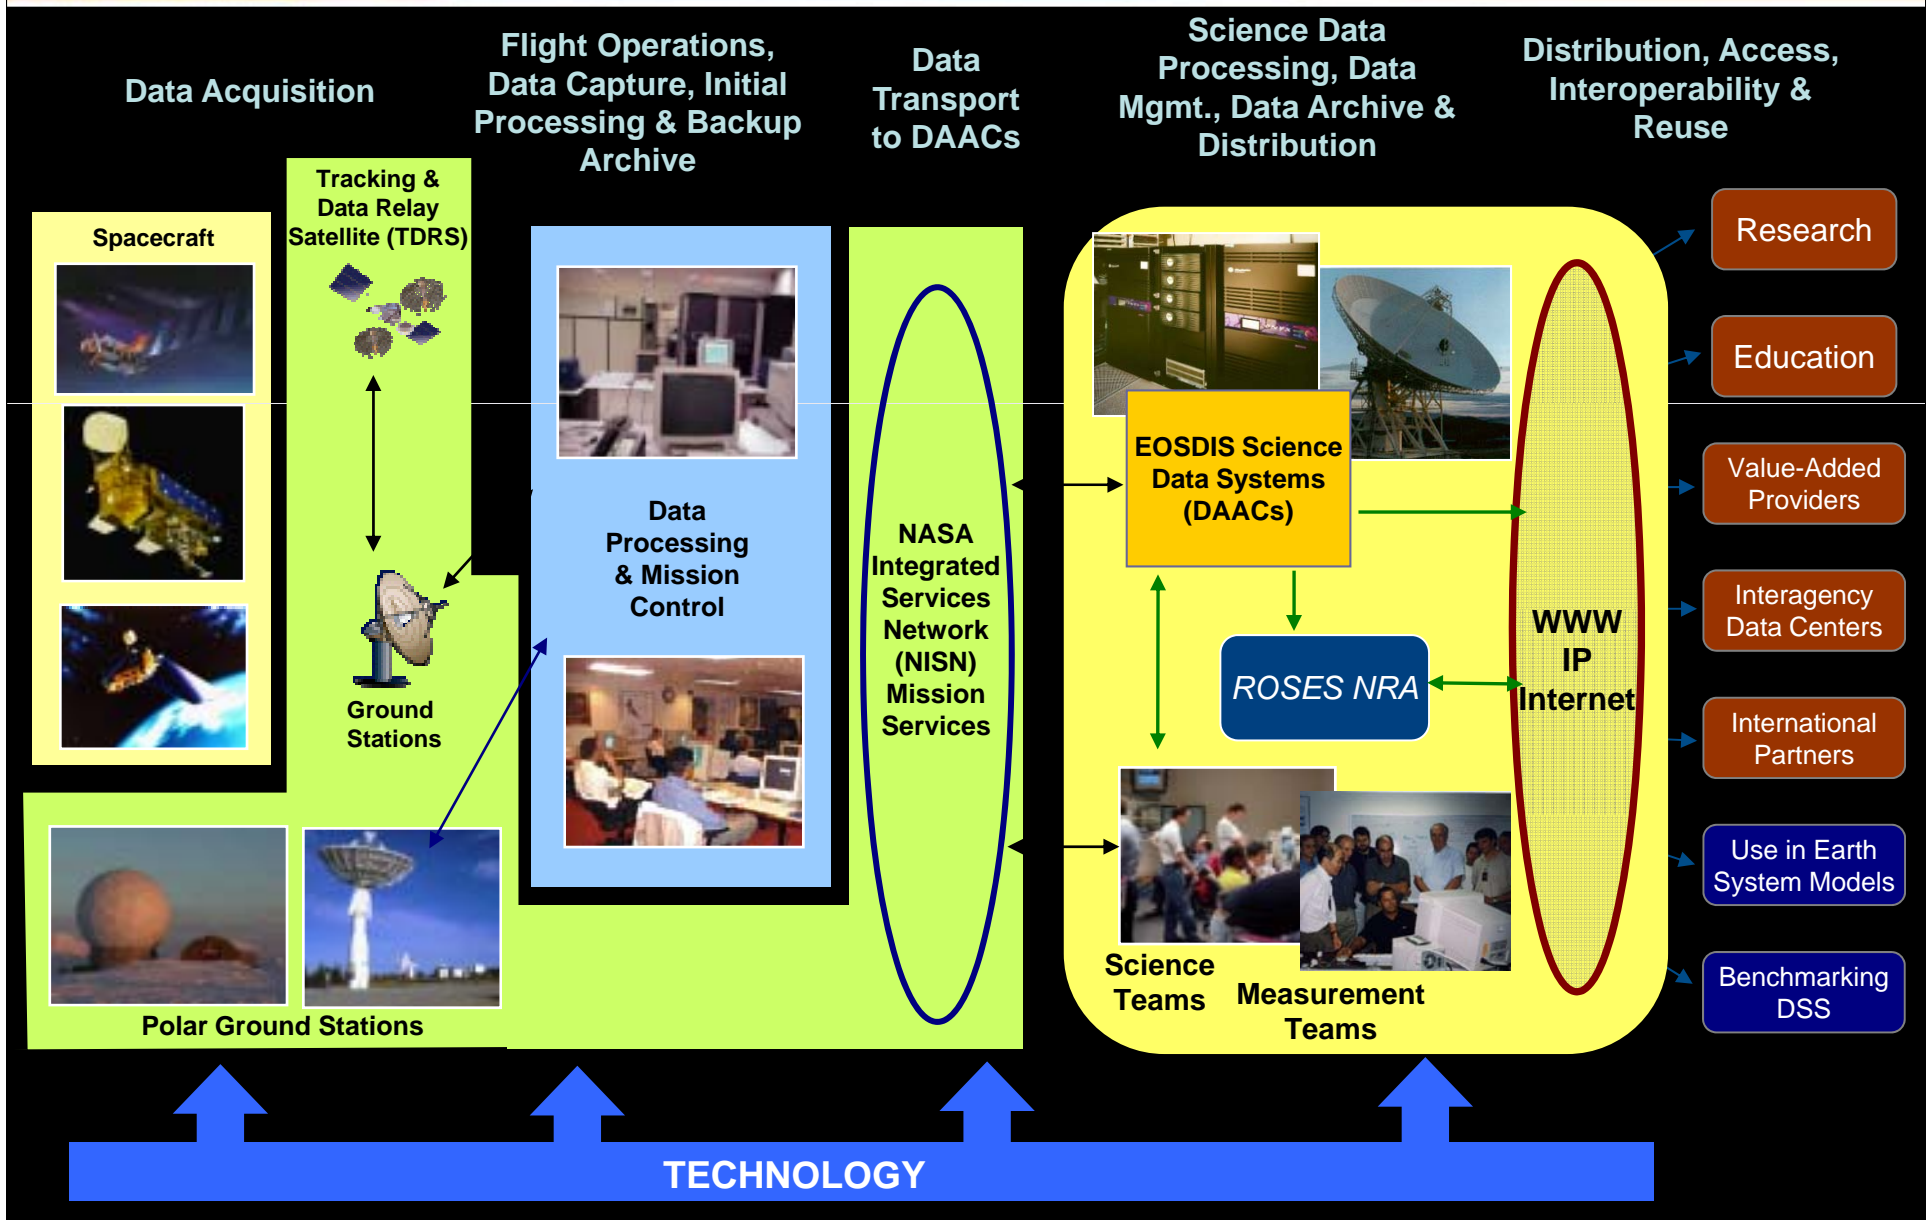 Data Acquisition
Flight Operations,
Data Capture, Initial
Processing & Backup
Archive
Data
Transport
to DAACs
Science Data
Processing, Data
Mgmt., Data Archive &
Distribution
Distribution, Access,
Interoperability &
Reuse
Spacecraft
Tracking &
Data Relay
Satellite (TDRS)
Ground
Stations
Polar Ground Stations
Data
Processing
& Mission
Control
NASA
Integrated
Services
Network
(NISN)
Mission
Services
EOSDIS Science
Data Systems
(DAACs)
ROSES NRA
Science
Teams
Measurement
Teams
WWW
IP
Internet
Research
Education
Value-Added
Providers
Interagency
Data Centers
International
Partners
Use in Earth
System Models
Benchmarking
DSS
TECHNOLOGY